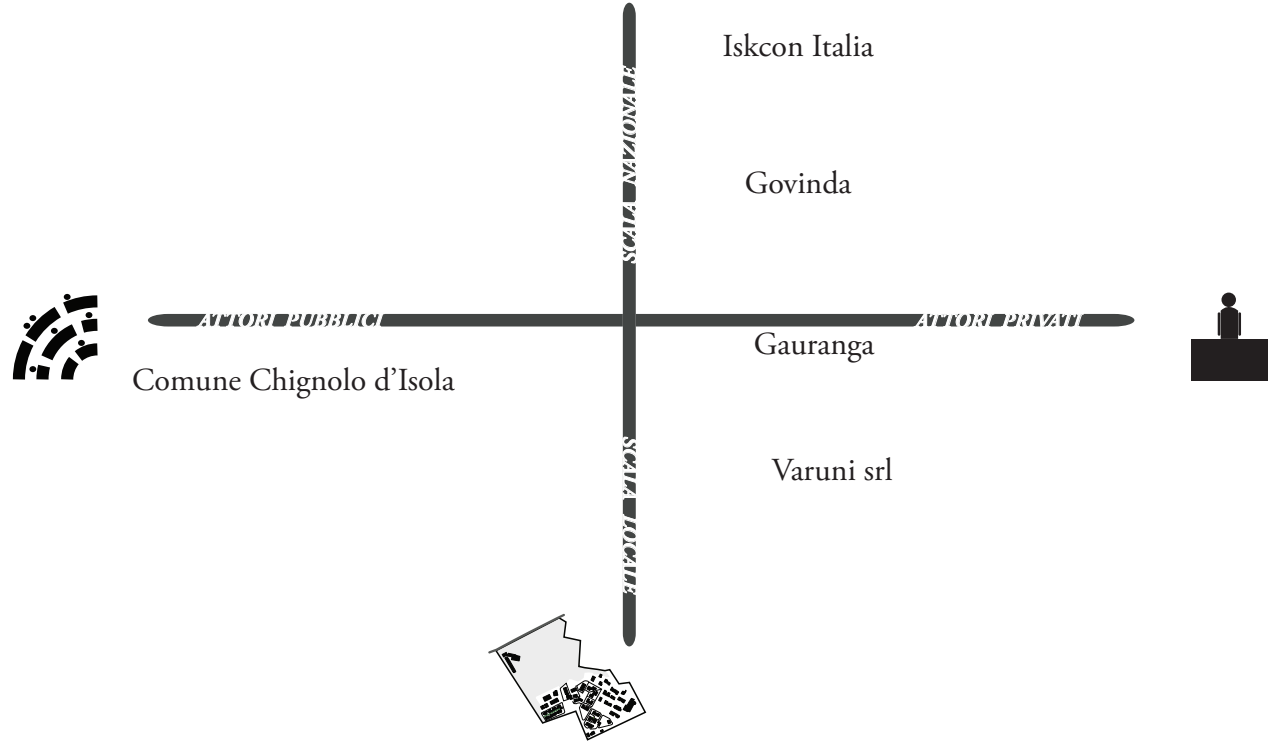 Iskcon Italia
SCALA NAZIONALE
Govinda
ATTORI PUBBLICI
ATTORI PRIVATI
Gauranga
Comune Chignolo d’Isola
Varuni srl
SCALA LOCALE